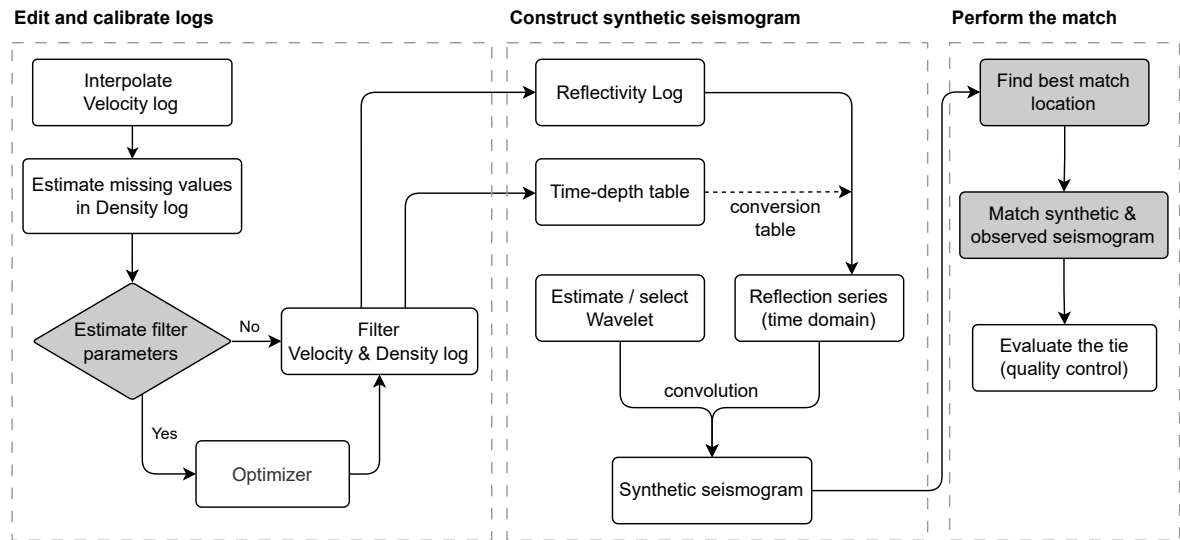 Edit and calibrate logs
Interpolate
Velocity log
Estimate missing values
in Density log
Estimate filter
parameters
No
Yes
Optimizer
Filter
Velocity & Density log
Construct synthetic seismogram
Reflectivity Log
Time-depth table
conversion
table
Estimate / select
Wavelet
Reflection series
(time domain)
convolution
Synthetic seismogram
Perform the match
Find best match
location
Match synthetic &
observed seismogram
Evaluate the tie
(quality control)